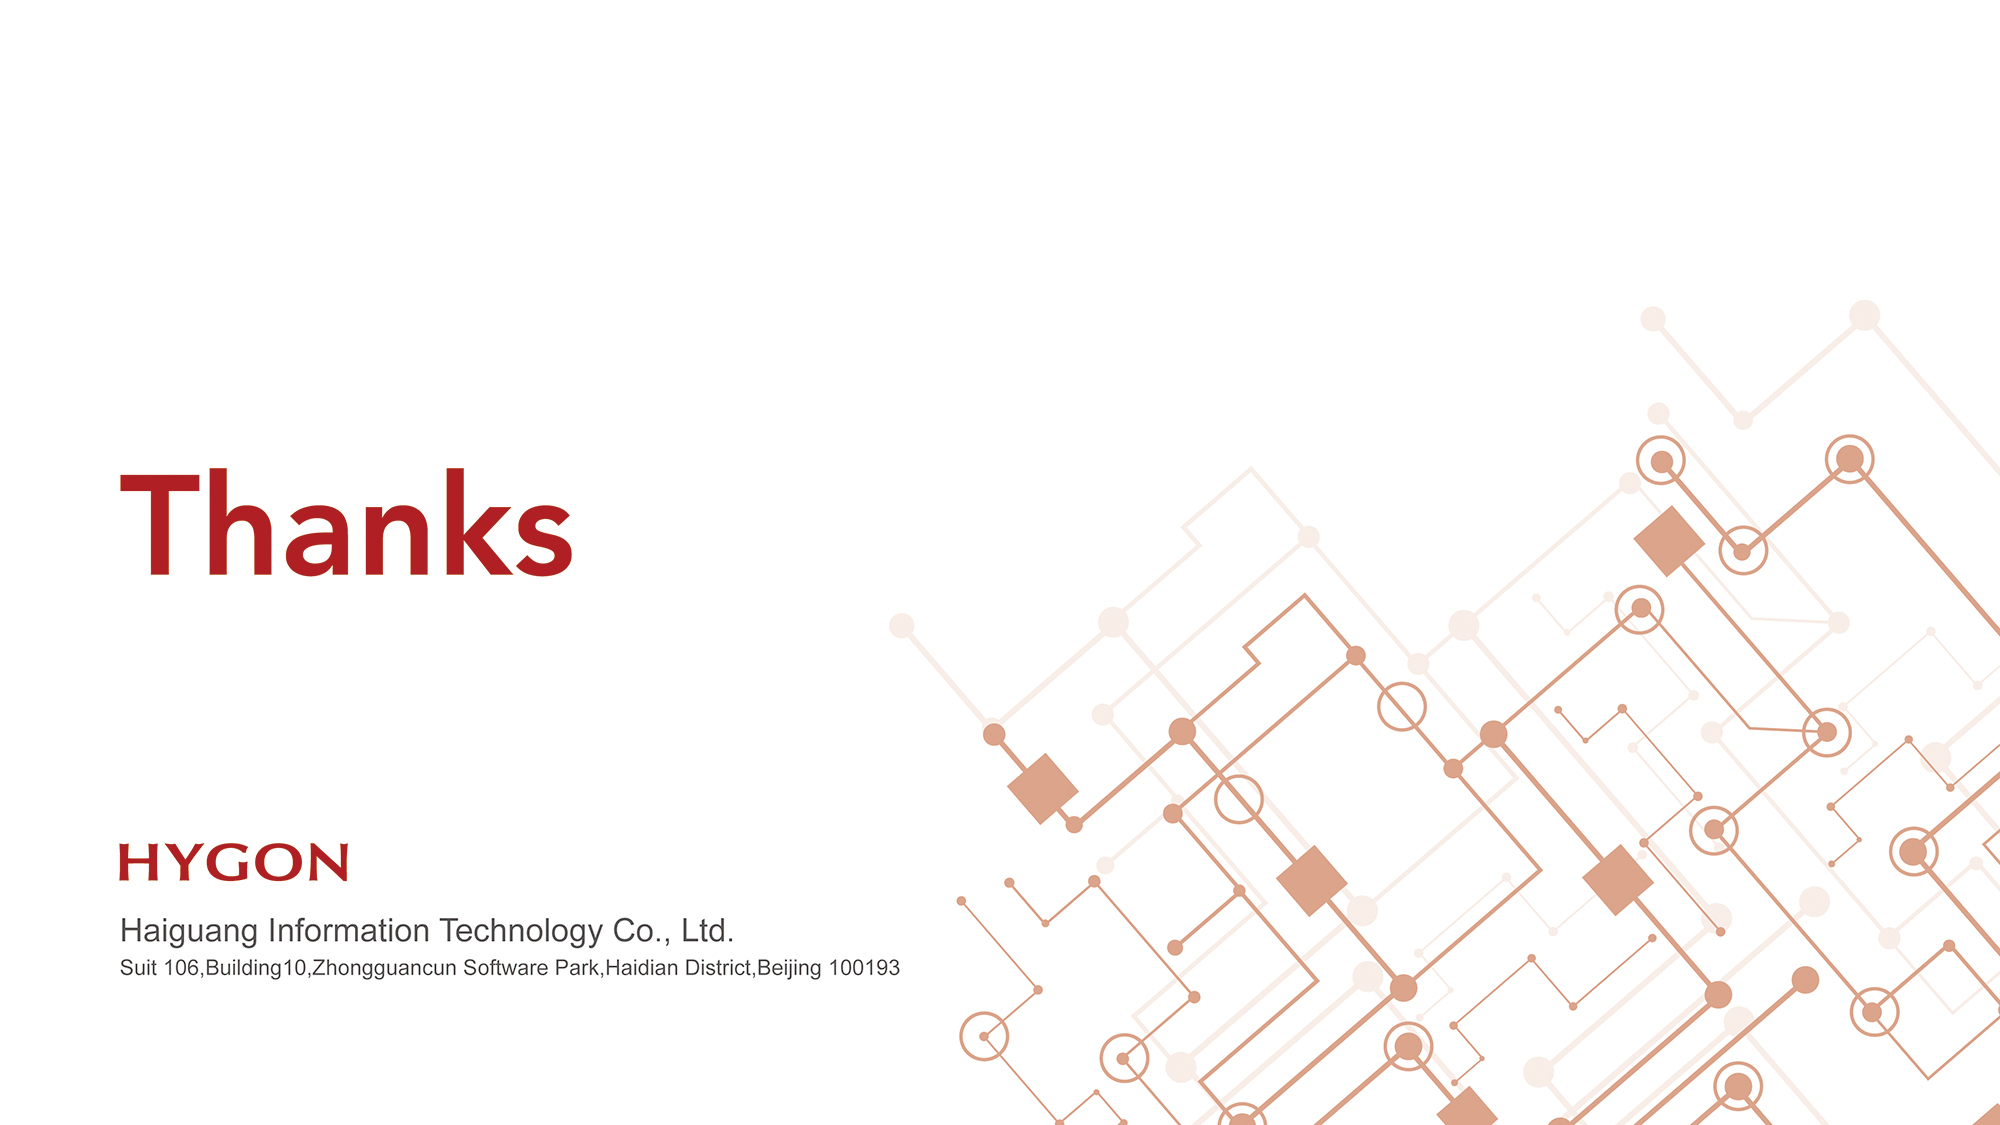 Thanks
HYGON
Haiguang Information Technology Co., Ltd.
Suit 106,Building10,Zhongguancun Software Park,Haidian District,Beijing 100193